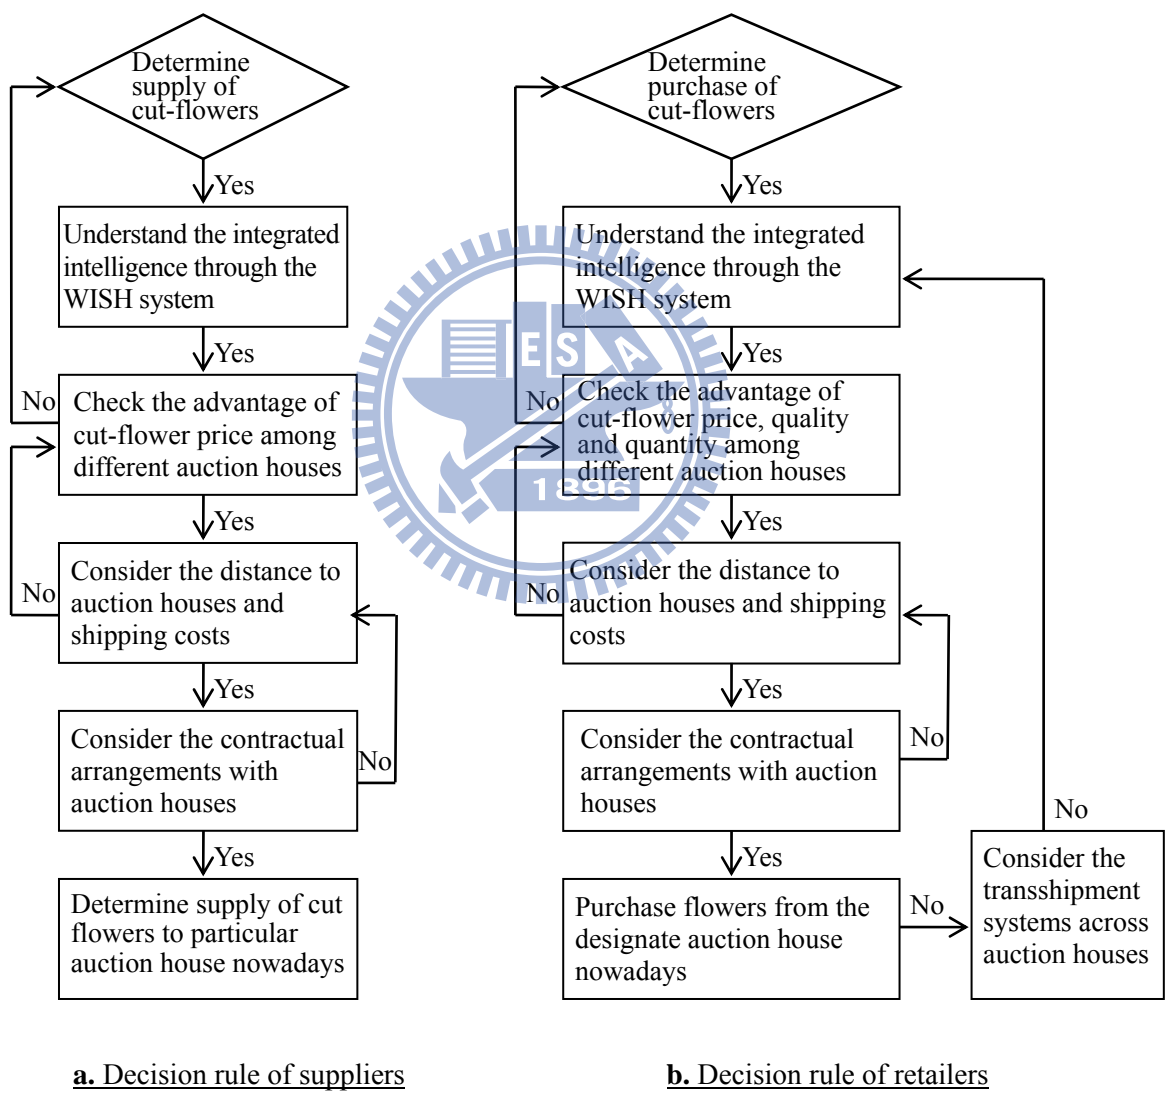 Determine
supply of
cut-flowers
Yes
Understand the integrated
intelligence through the
WISH system
Yes
No
Check the advantage of
cut-flower price among
different auction houses
Yes
No
Consider the distance to
auction houses and
shipping costs
Yes
Consider the contractual
arrangements with
auction houses
No
Yes
Determine supply of cut
flowers to particular
auction house nowadays
a. Decision rule of suppliers
Determine
purchase of
cut-flowers
Yes
Understand the integrated
intelligence through the
WISH system
Yes
No
Check the advantage of
cut-flower price, quality
and quantity among
different auction houses
Yes
No
Consider the distance to
auction houses and shipping
costs
Yes
Consider the contractual
arrangements with auction
houses
No
Yes
Purchase flowers from the
designate auction house
nowadays
No
Consider the
transshipment
systems across
auction houses
No
b. Decision rule of retailers
E S A
1896